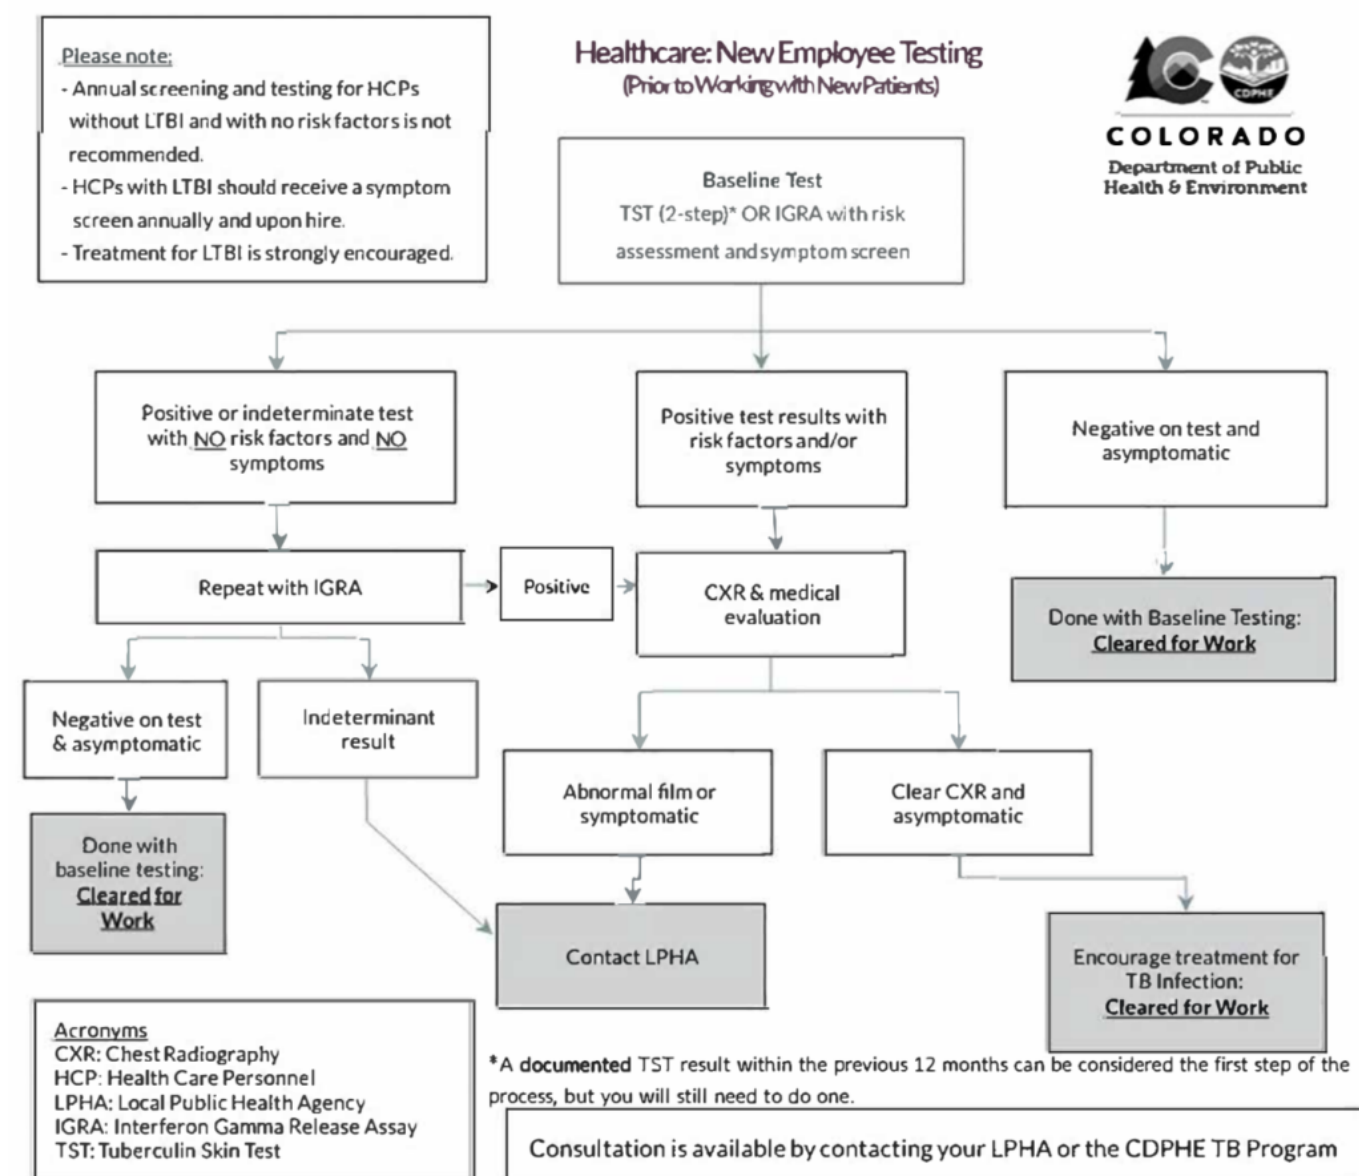 Please note:
- Annual screening and testing for HCPs
without LTBI and with no risk factors is not
recommended.
- HCPs with LTBI should receive a symptom
screen annually and upon hire.
- Treatment for LTBI is strongly encouraged.
Healthcare: New Employee Testing
(Prior to Working with New Patients)
CDPHE
COLORADO
Department of Public
Health & Environment
Baseline Test
TST (2-step)* OR IGRA with risk
assessment and symptom screen
Positive or indeterminate test
with NO risk factors and NO
symptoms
Positive test results with
risk factors and/or
symptoms
Negative on test and
asymptomatic
Repeat with IGRA
Positive
CXR & medical
evaluation
Done with Baseline Testing:
Cleared for Work
Negative on test
& asymptomatic
Indeterminant
result
Abnormal film or
symptomatic
Clear CXR and
asymptomatic
Done with
baseline testing:
Cleared for
Work
Contact LPHA
Encourage treatment for
TB Infection:
Cleared for Work
Acronyms
CXR: Chest Radiography
HCP: Health Care Personnel
LPHA: Local Public Health Agency
IGRA: Interferon Gamma Release Assay
TST: Tuberculin Skin Test
*A documented TST result within the previous 12 months can be considered the first step of the
process, but you will still need to do one.
Consultation is available by contacting your LPHA or the CDPHE TB Program